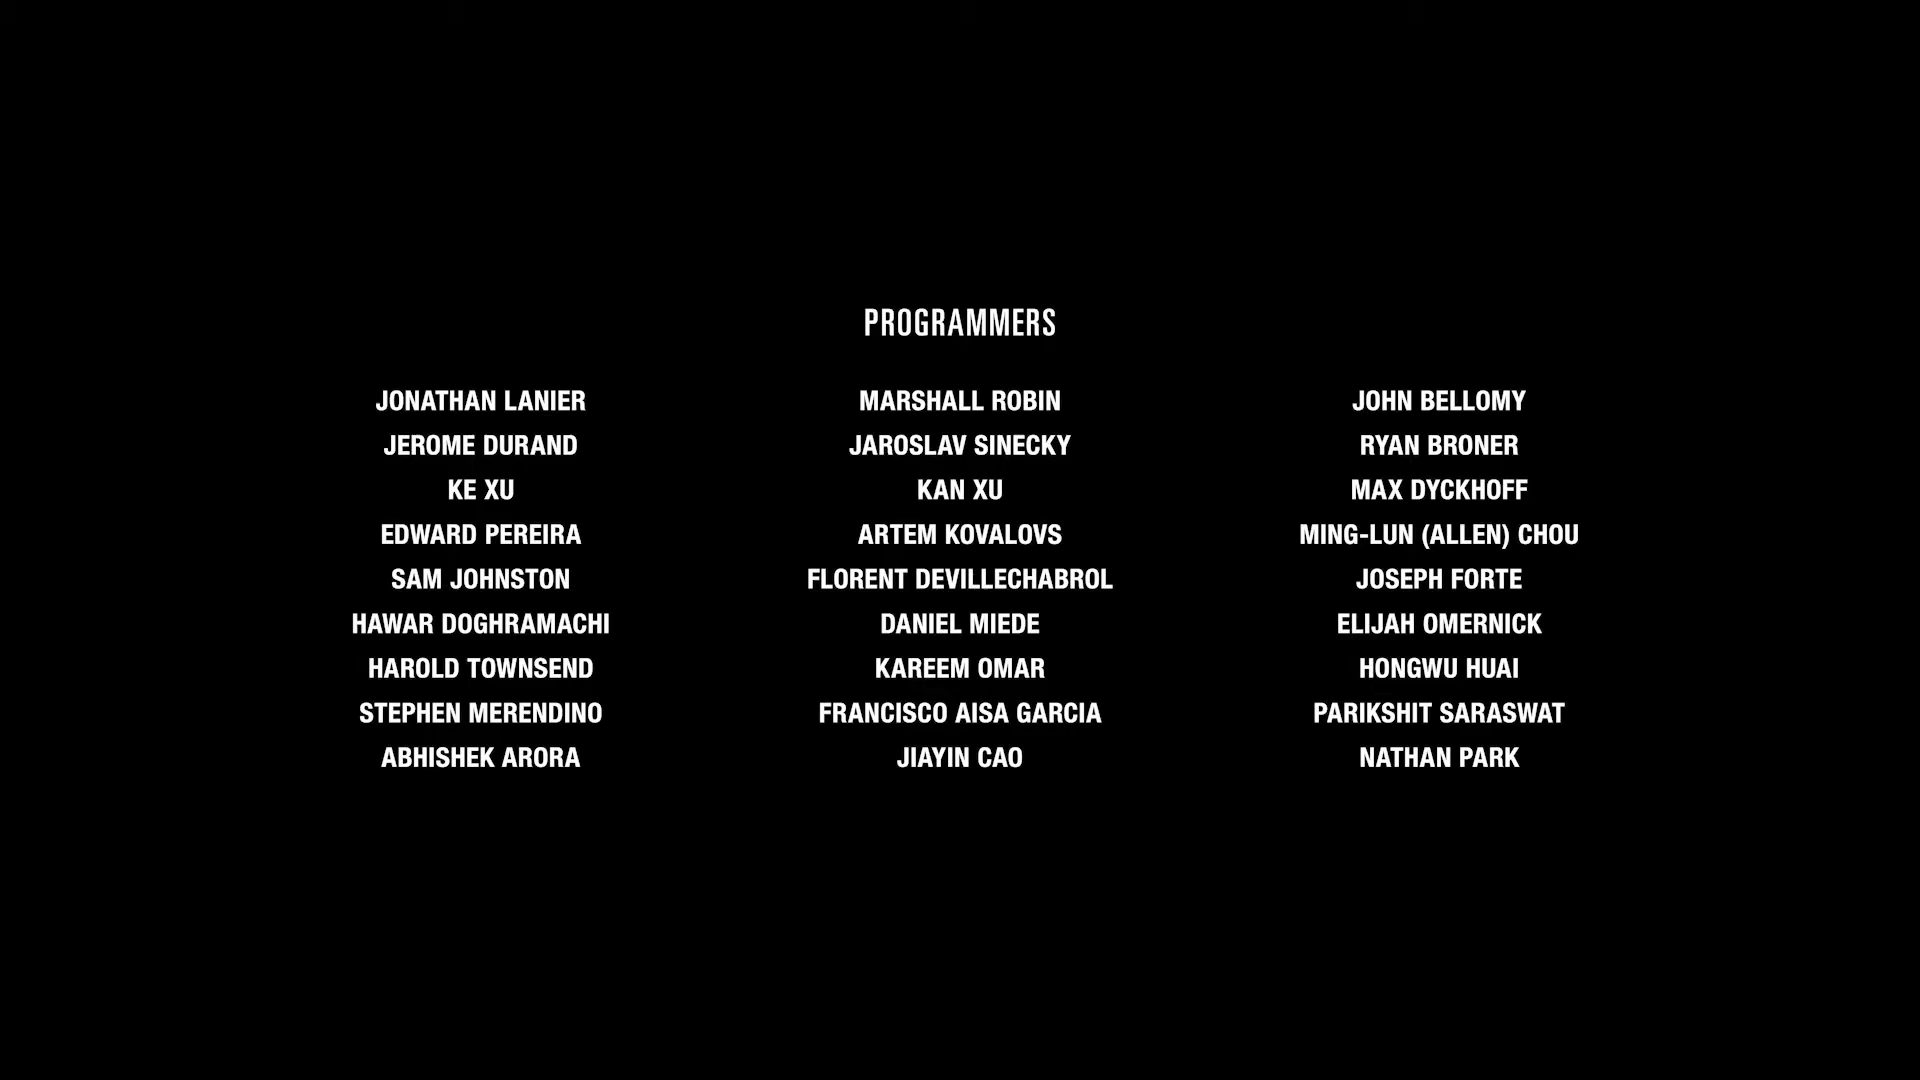 PROGRAMMERS
JONATHAN LANIER MARSHALL ROBIN JOHN BELLOMY
JEROME DURAND JAROSLAV SINECKY RYAN BRONER
KE XU KAN XU MAX DYCKHOFF
EDWARD PEREIRA ARTEM KOVALOVS MING-LUN (ALLEN) CHOU
SAM JOHNSTON FLORENT DEVILLECHABROL JOSEPH FORTE
HAWAR DOGHRAMACHI DANIEL MIEDE ELIJAH OMERNICK
HAROLD TOWNSEND KAREEM OMAR HONGWU HUAI
STEPHEN MERENDINO FRANCISCO AISA GARCIA PARIKSHIT SARASWAT
ABHISHEK ARORA JIAYIN CAO NATHAN PARK